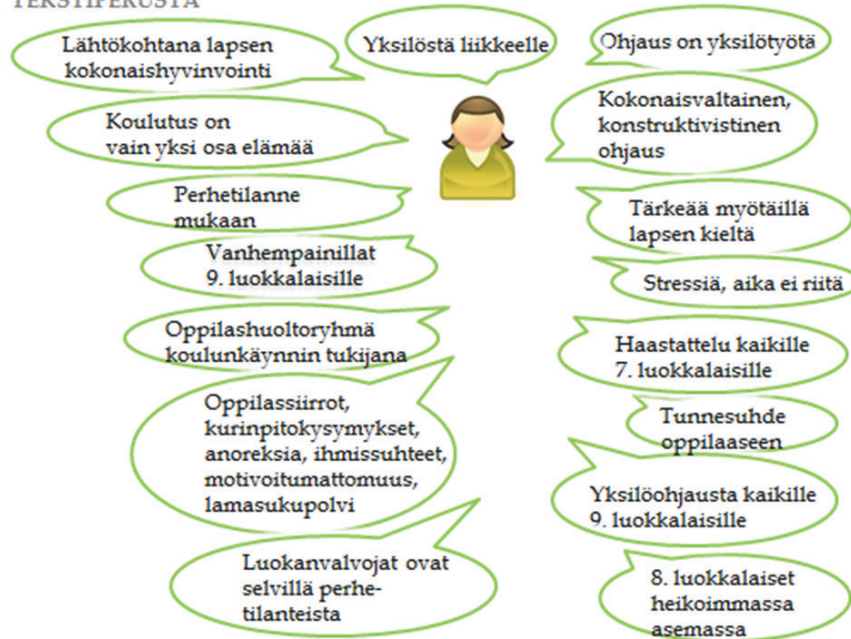 TEKSTIPERUSTA
Lähtökohtana lapsen
kokonaishyvinvointi
Yksilöstä liikkeelle
Ohjaus on yksilötyötä
Koulutus on
vain yksi osa elämää
Kokonaisvaltainen,
konstruktivistinen
ohjaus
Perhetilanne
mukaan
Tärkeää myötäillä
lapsen kieltä
Vanhempainillat
9. luokkalaisille
Stressiä, aika ei riitä
Oppilashuoltoryhmä
koulunkäynnin tukijana
Haastattelu kaikille
7. luokkalaisille
Oppilassiirrot,
kurinpitokysymykset,
anoreksia, ihmissuhteet,
motivoitumattomuus,
lamasukupolvi
Tunnesuhde
oppilaaseen
Yksilöohjausta kaikille
9. luokkalaisille
Luokanvalvojat ovat
selvillä perhe-
tilanteista
8. luokkalaiset
heikoimmassa
asemassa